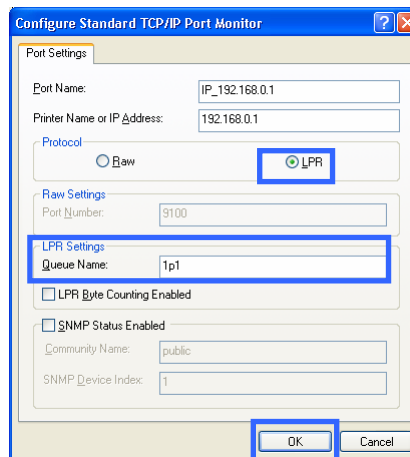 Configure Standard TCP/IP Port Monitor
Port Settings
Port Name: IP_192.168.0.1
Printer Name or IP Address: 192.168.0.1
Protocol
Raw LPR
Raw Settings
Port Number: 9100
LPR Settings
Queue Name: 1p1
LPR Byte Counting Enabled
SNMP Status Enabled
Community Name: public
SNMP Device Index: 1
OK Cancel